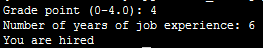 Grade point (0-4.0): 4
Number of years of job experience: 6
You are hired